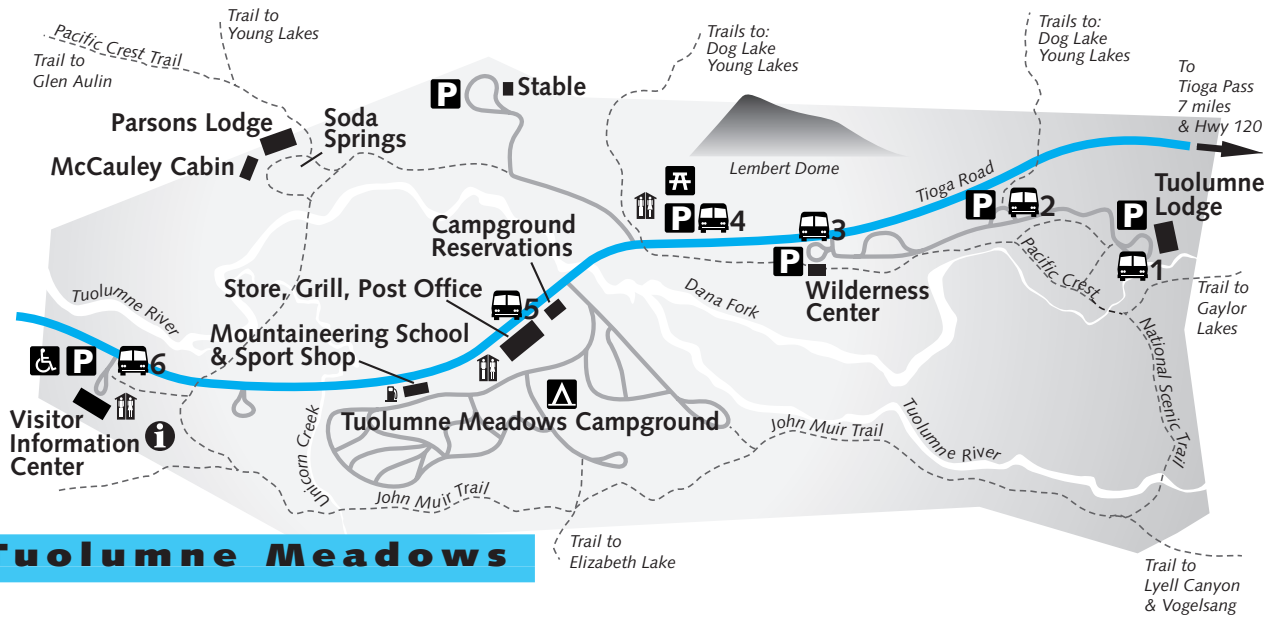 Trail to
Young Lakes
Pacific Crest Trail
Trail to
Glen Aulin
Trails to:
Dog Lake
Young Lakes
Trails to:
Dog Lake
Young Lakes
To
Tioga Pass
7 miles
& Hwy 120
P
Stable
Parsons Lodge
Soda
Springs
McCauley Cabin
Lembert Dome
Tioga Road
P
4
3
P
2
P
Tuolumne
Lodge
1
Campground
Reservations
P
Wilderness
Center
Pacific Crest
National Scenic Trail
Trail to
Gaylor
Lakes
Dana Fork
Store, Grill, Post Office
5
Tuolumne River
Mountaineering School
& Sport Shop
P
6
Visitor
Information
Center
i
Tuolumne Meadows Campground
Unicorn Creek
John Muir Trail
John Muir Trail
Tuolumne River
Trail to
Elizabeth Lake
Trail to
Lyell Canyon
& Vogelsang
Tuolumne Meadows